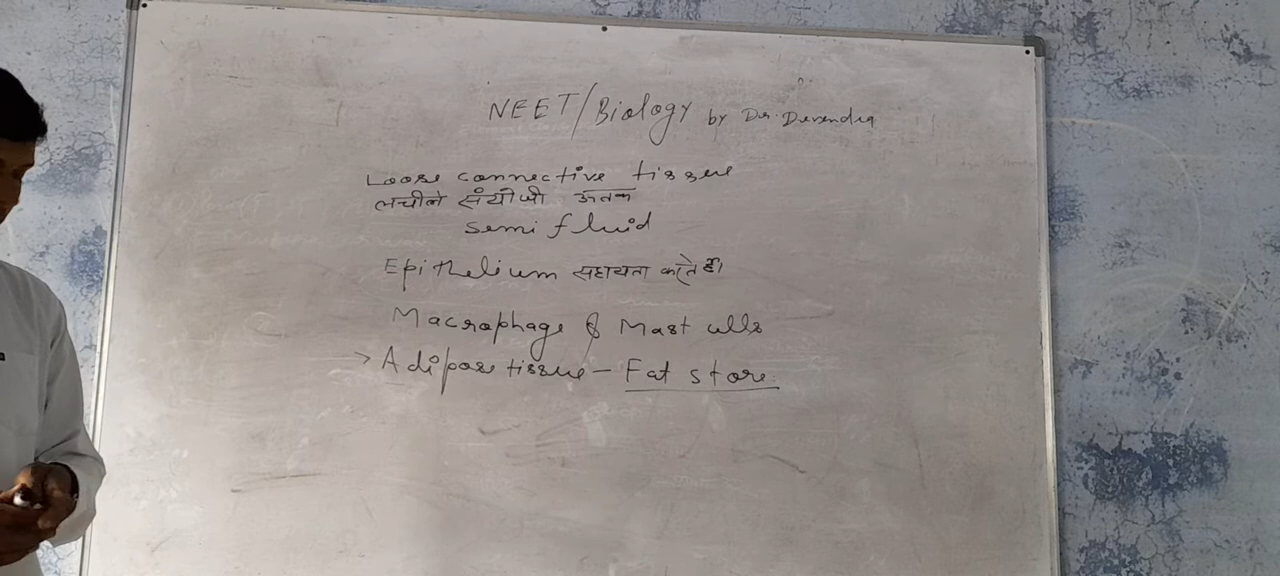 NEET/Biology by Dr. Devendra
Loose connective tissue
लचीले संयोजी ऊतक
semi fluid
Epithelium सहायता करते है।
Macrophage & Mast cells
> Adipose tissue - Fat store.